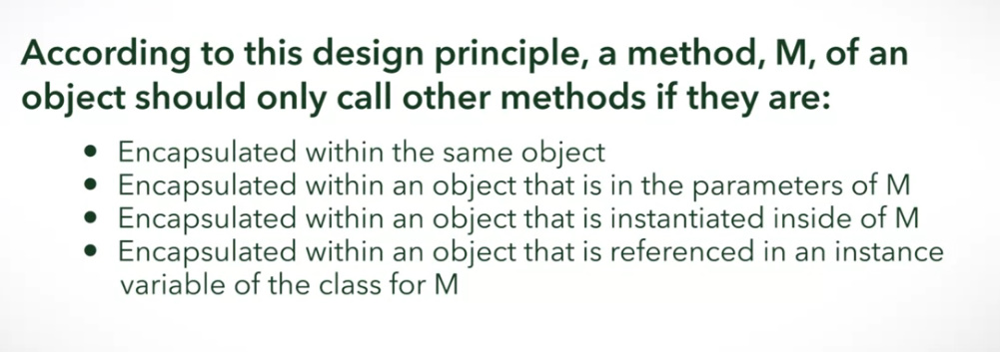 According to this design principle, a method, M, of an
object should only call other methods if they are:
• Encapsulated within the same object
• Encapsulated within an object that is in the parameters of M
• Encapsulated within an object that is instantiated inside of M
• Encapsulated within an object that is referenced in an instance
variable of the class for M